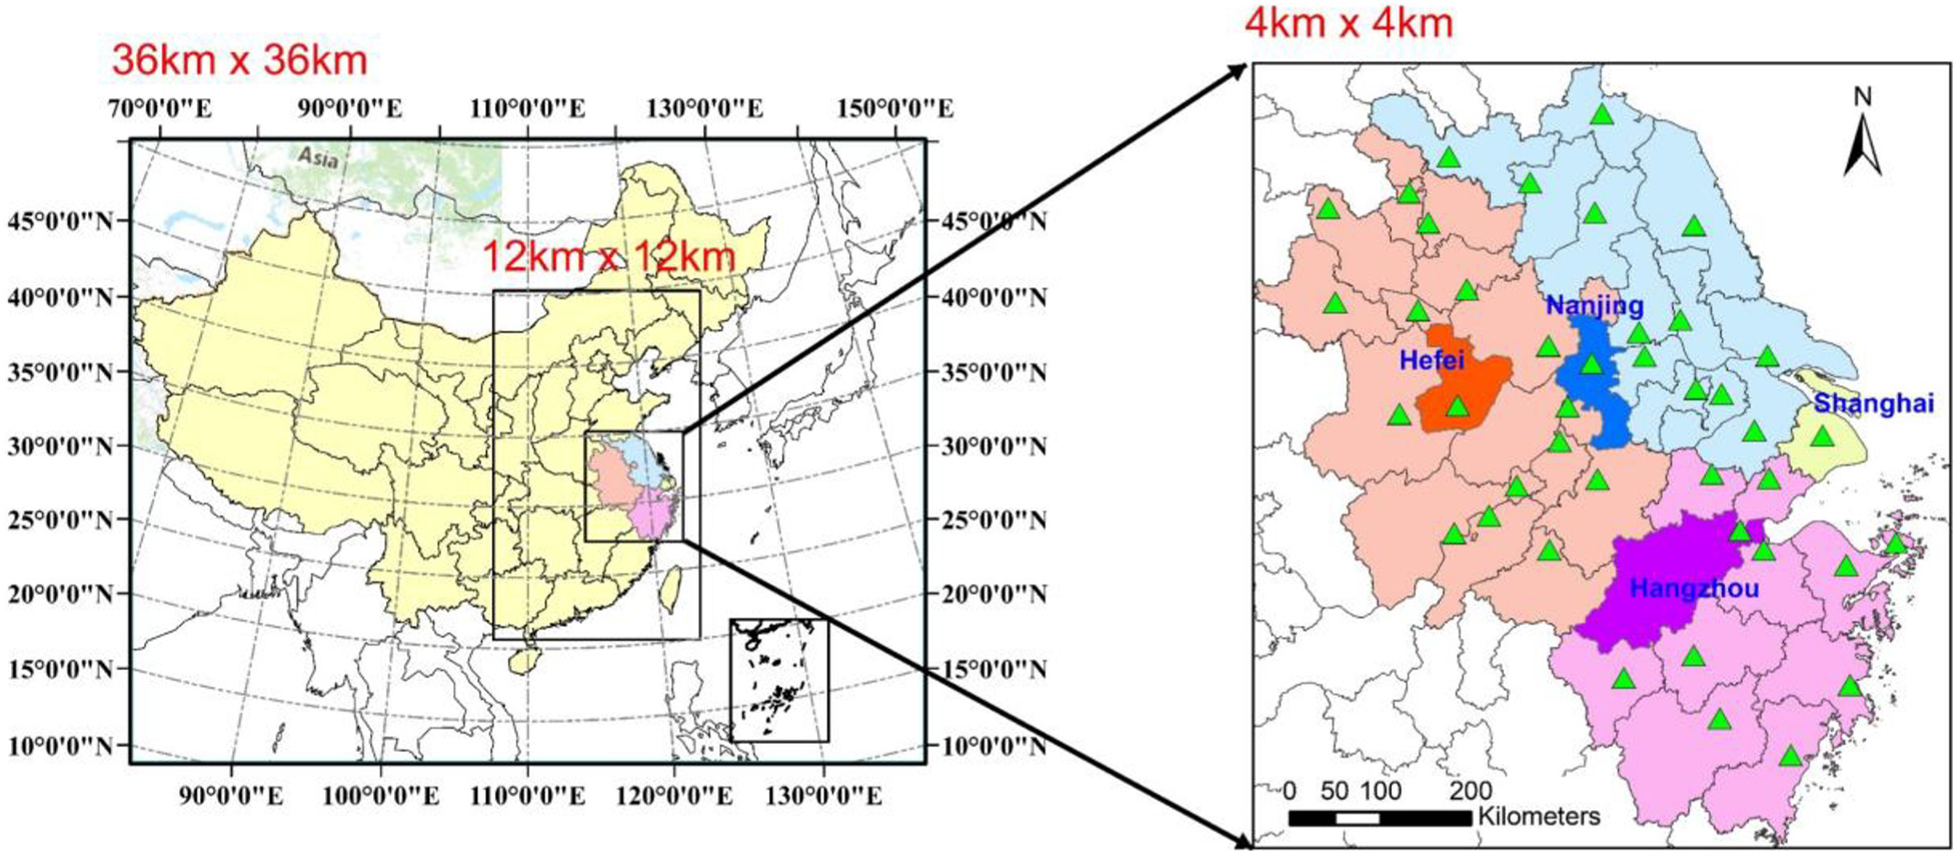 36km x 36km
70°0'0"E 90°0'0"E 110°0'0"E 130°0'0"E 150°0'0"E
Asia
45°0'0"N 45°0'0"N
12km x 12km
40°0'0"N 40°0'0"N
35°0'0"N 35°0'0"N
30°0'0"N 30°0'0"N
25°0'0"N 25°0'0"N
20°0'0"N 20°0'0"N
15°0'0"N 15°0'0"N
10°0'0"N 10°0'0"N
90°0'0"E 100°0'0"E 110°0'0"E 120°0'0"E 130°0'0"E
4km x 4km
N
Nanjing
Hefei
Shanghai
Hangzhou
0 50 100 200
Kilometers